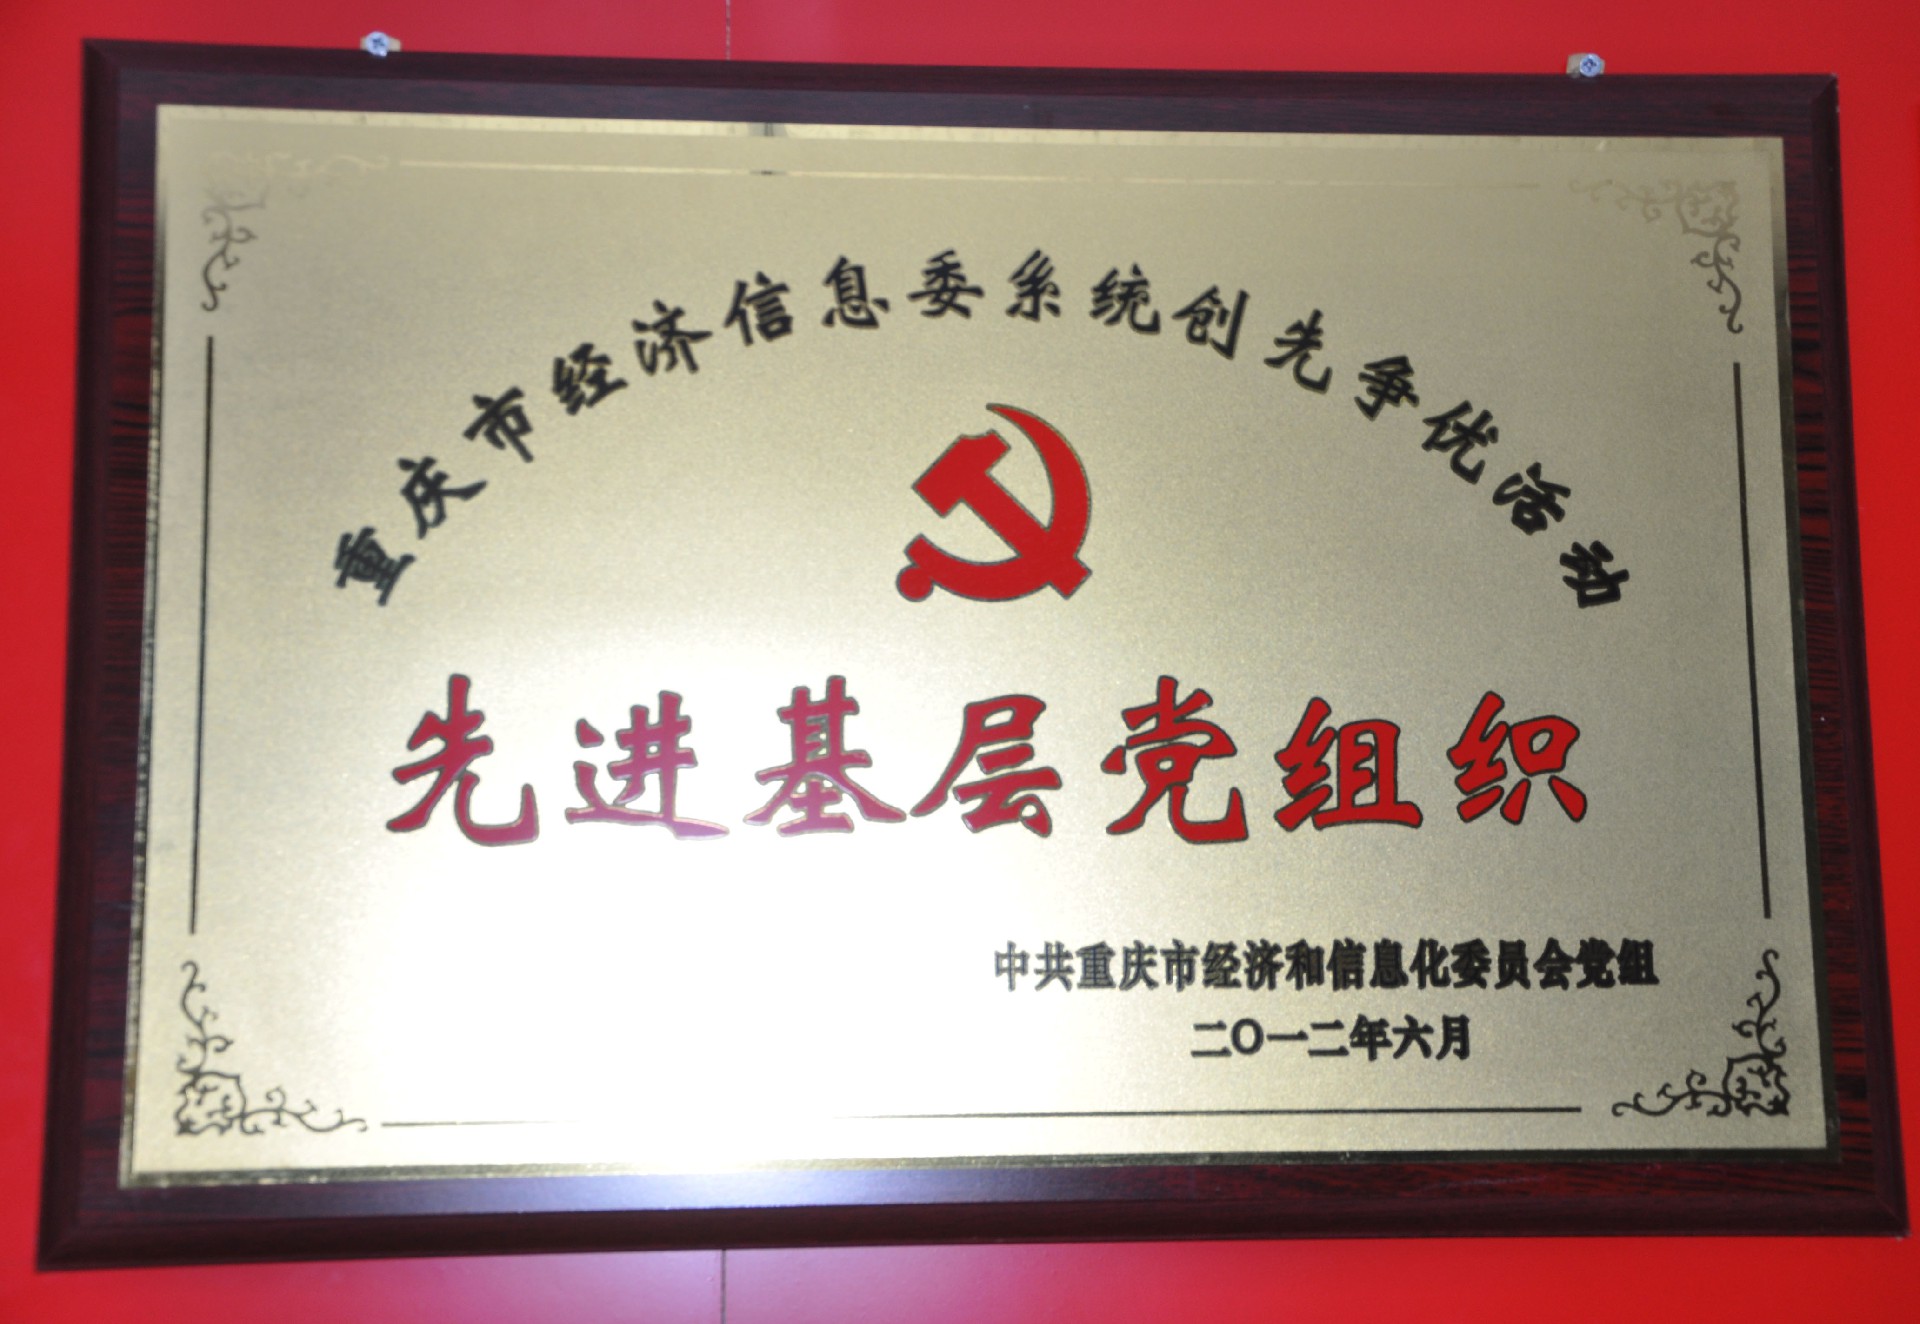 重庆市经济信息委系统创先争优活动
先进基层党组织
中共重庆市经济和信息化委员会党组
二〇一二年六月